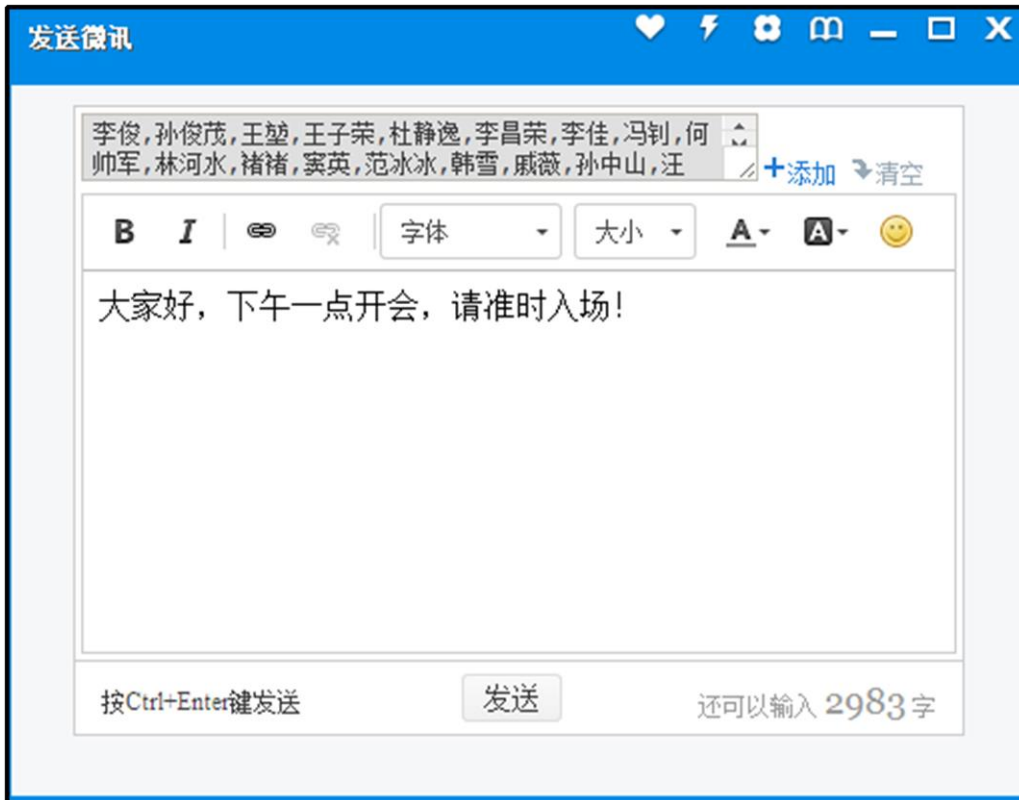 发送微讯
李俊,孙俊茂,王堃,王子荣,杜静逸,李昌荣,李佳,冯钊,何
帅军,林河水,褚褚,窦英,范冰冰,韩雪,戚薇,孙中山,汪
添加 清空
B I 字体 大小 A A
大家好，下午一点开会，请准时入场！
按Ctrl+Enter键发送 发送 还可以输入 2983 字